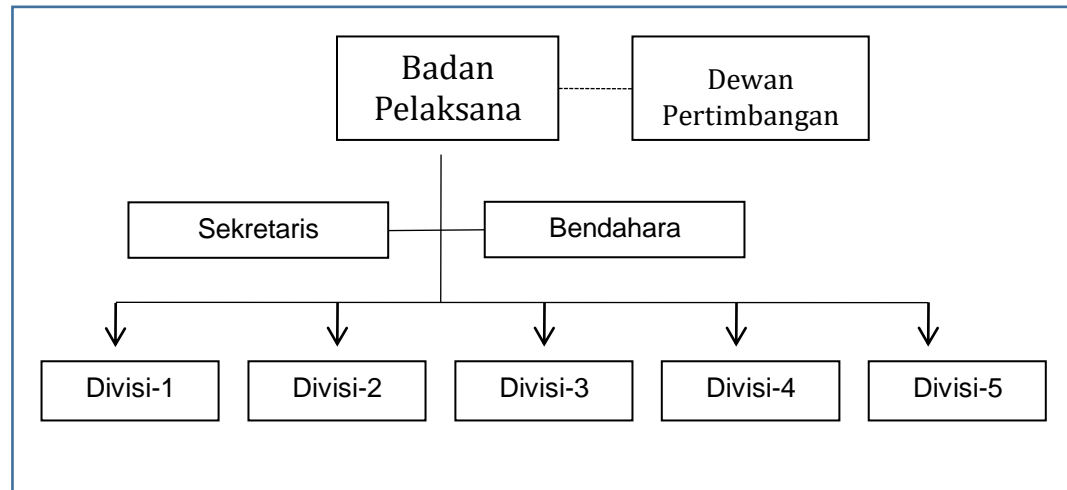 Badan
Pelaksana
Dewan
Pertimbangan
Sekretaris
Bendahara
Divisi-1
Divisi-2
Divisi-3
Divisi-4
Divisi-5